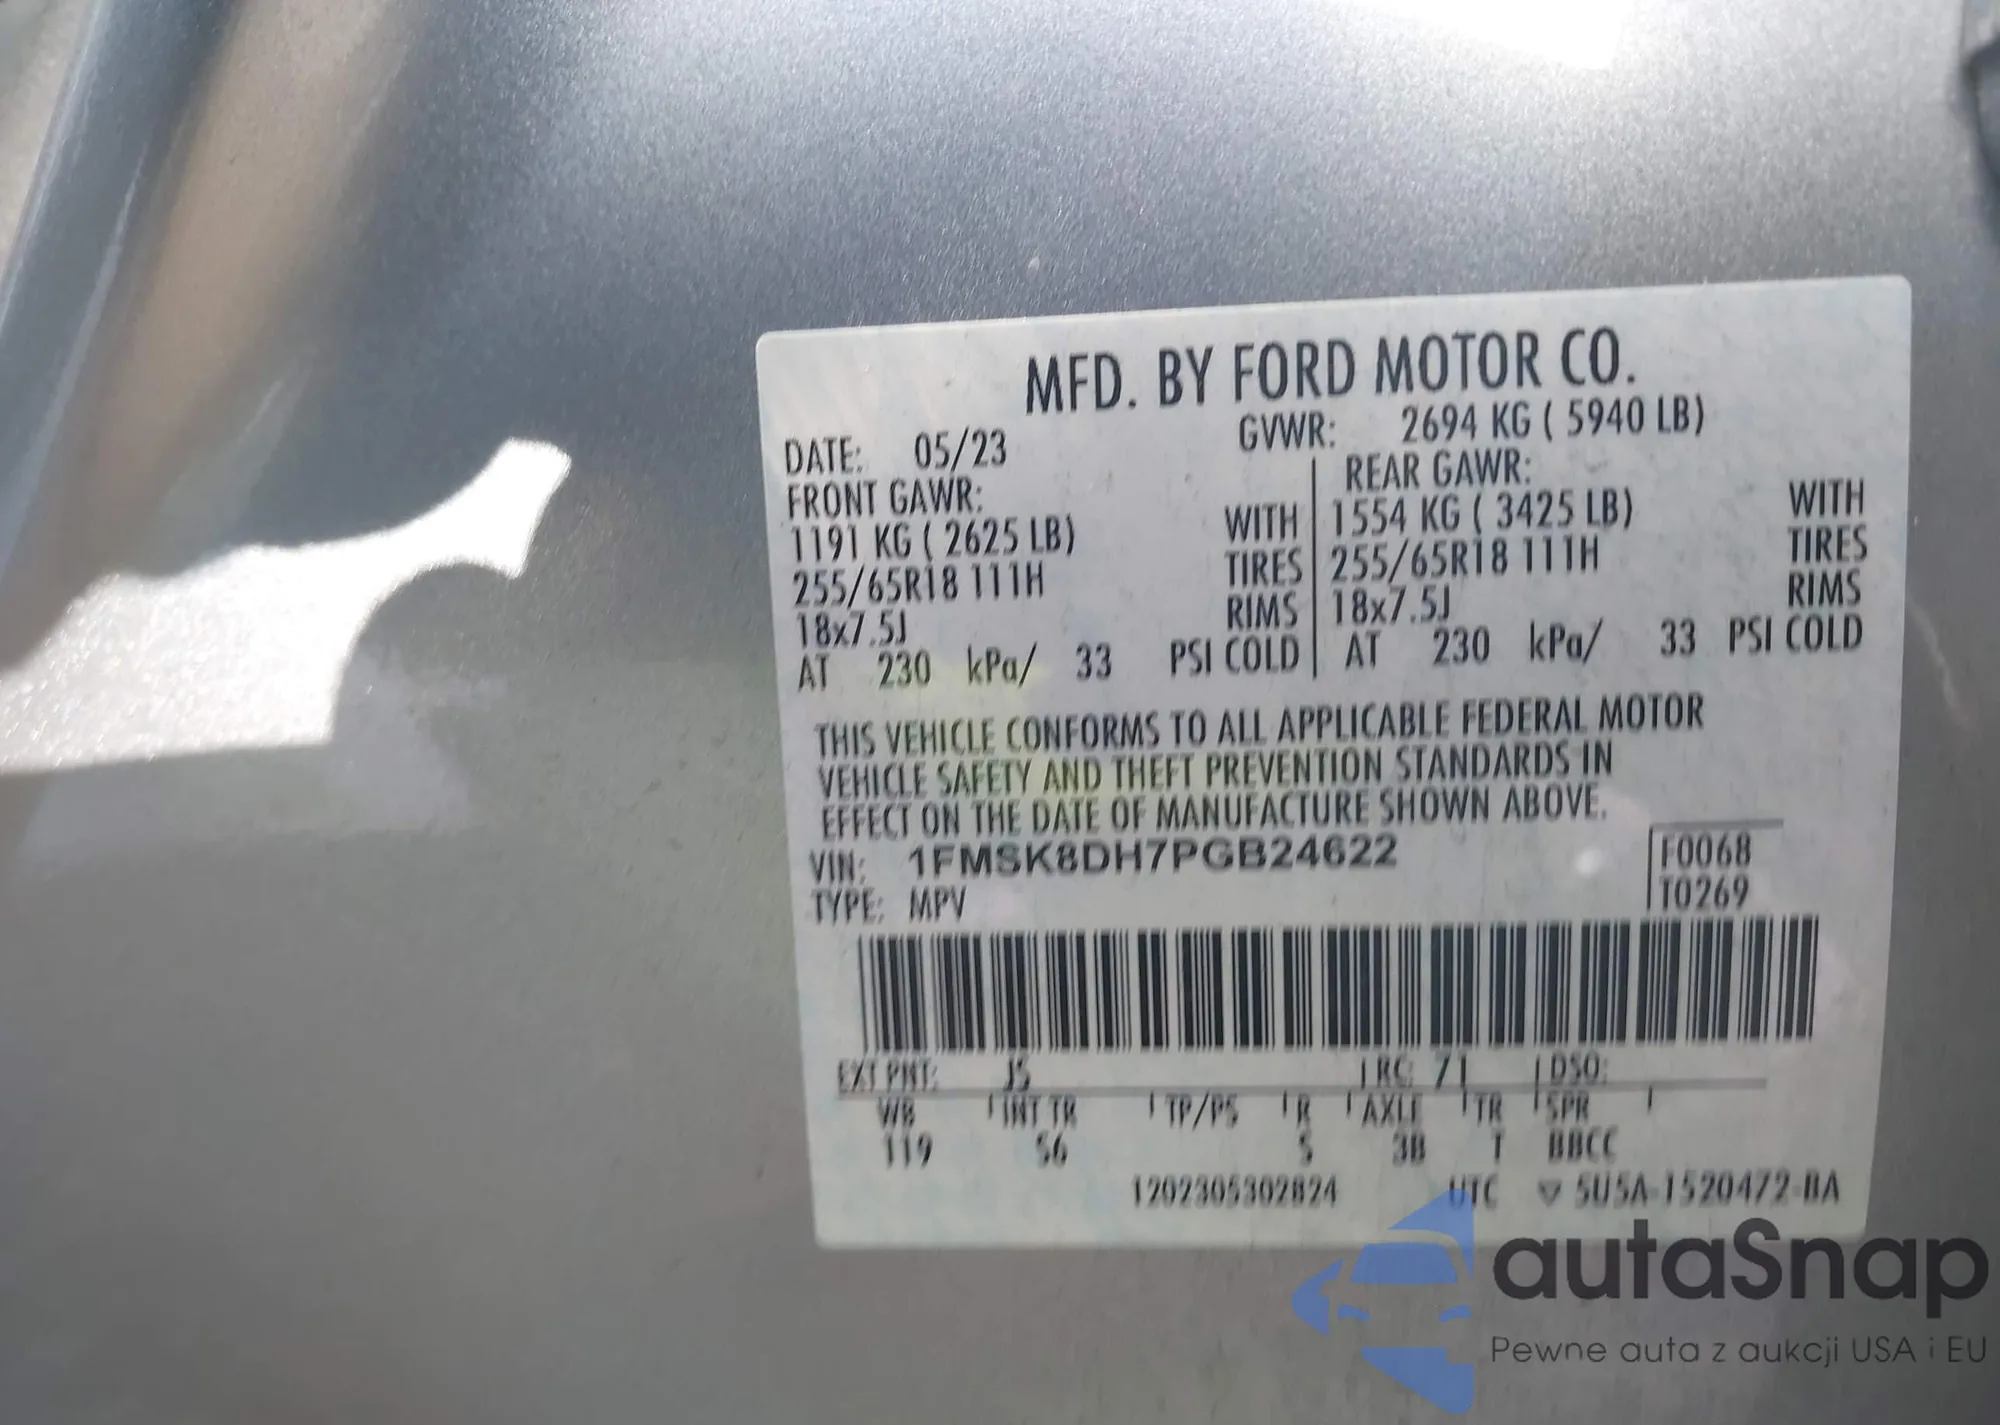 MFD. BY FORD MOTOR CO.
DATE: 05/23 GVWR: 2694 KG ( 5940 LB)
FRONT GAWR: REAR GAWR:
1191 KG ( 2625 LB) WITH 1554 KG ( 3425 LB) WITH
255/65R18 111H TIRES 255/65R18 111H TIRES
18x7.5J RIMS 18x7.5J RIMS
AT 230 kPa/ 33 PSI COLD AT 230 kPa/ 33 PSI COLD
THIS VEHICLE CONFORMS TO ALL APPLICABLE FEDERAL MOTOR
VEHICLE SAFETY AND THEFT PREVENTION STANDARDS IN
EFFECT ON THE DATE OF MANUFACTURE SHOWN ABOVE.
VIN: 1FMSK8DH7PGB24622 F0068
TYPE: MPV T0269
EXT PNT: JS RC: 71 DSO:
WB INT TR TP/PS R AXLE TR SPR
119 56 5 3B T BBCC
1202305302824 UTC ▽ 5U5A-1520472-BA
autaSnap
Pewne auta z aukcji USA i EU